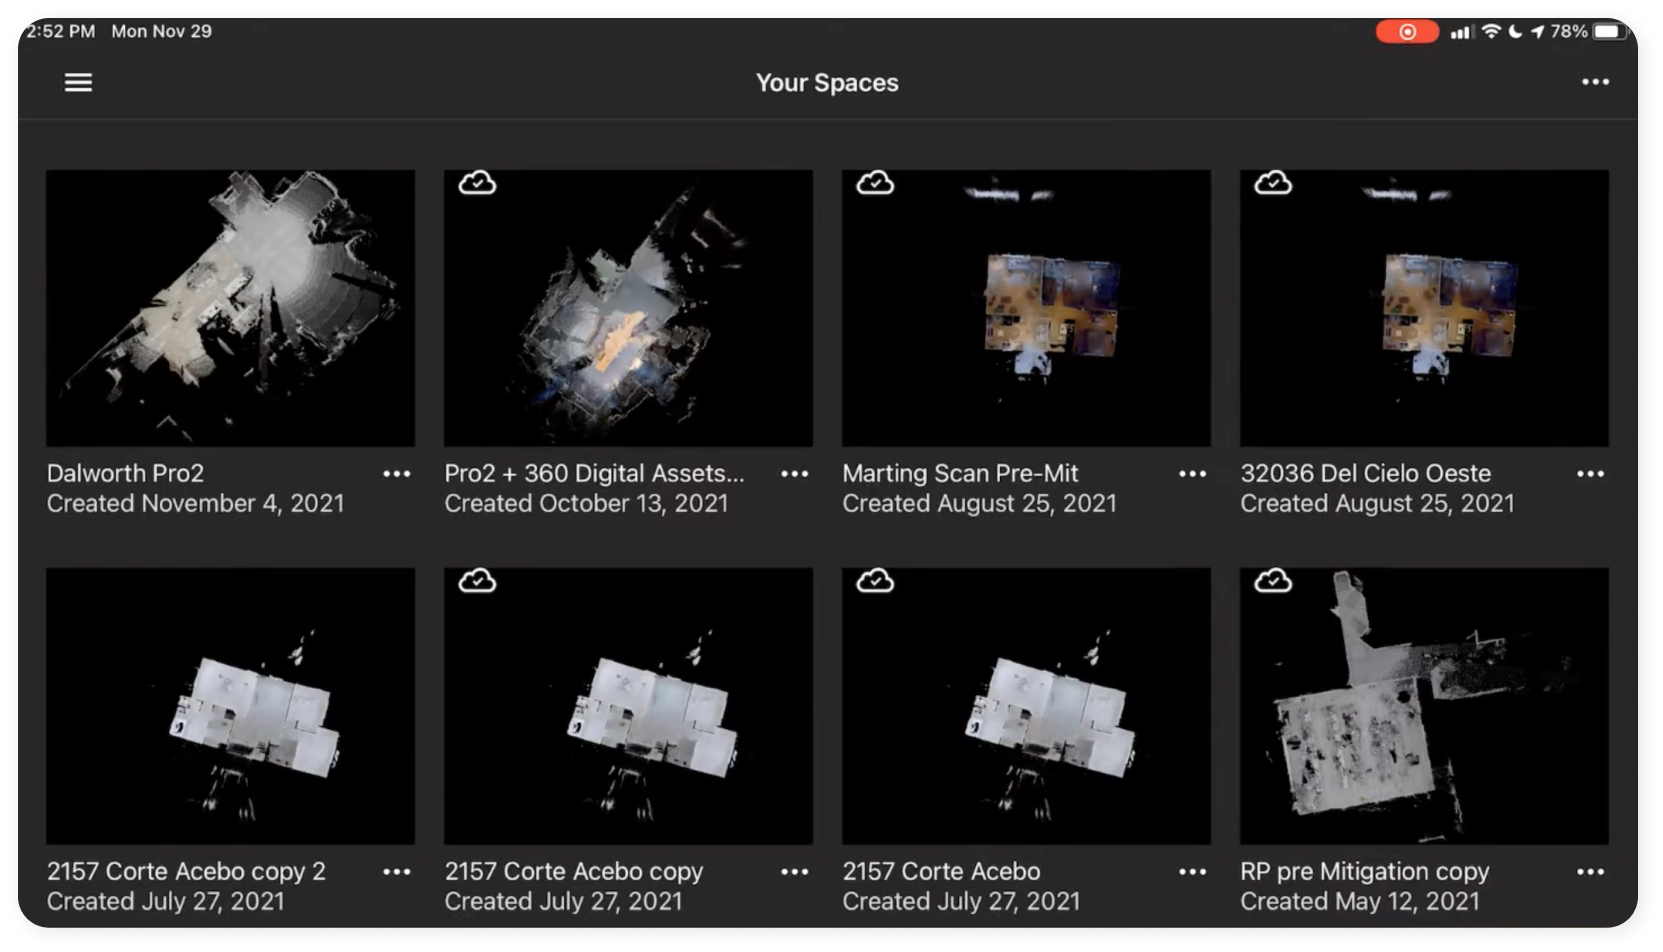 2:52 PM Mon Nov 29
78%
Your Spaces
Dalworth Pro2
Created November 4, 2021
Pro2 + 360 Digital Assets...
Created October 13, 2021
Marting Scan Pre-Mit
Created August 25, 2021
32036 Del Cielo Oeste
Created August 25, 2021
2157 Corte Acebo copy 2
Created July 27, 2021
2157 Corte Acebo copy
Created July 27, 2021
2157 Corte Acebo
Created July 27, 2021
RP pre Mitigation copy
Created May 12, 2021